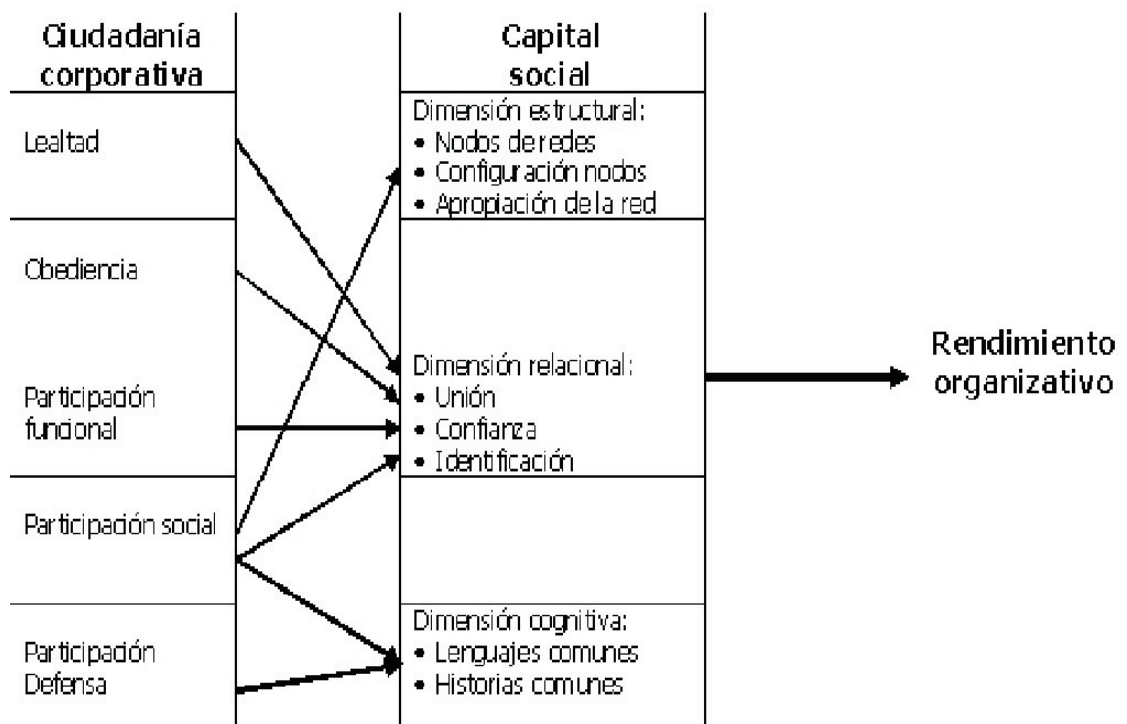 Ciudadanía
corporativa
Lealtad
Obediencia
Participación
funcional
Participación social
Participación
Defensa
Capital
social
Dimensión estructural:
• Nodos de redes
• Configuración nodos
• Apropiación de la red
Dimensión relacional:
• Unión
• Confianza
• Identificación
Dimensión cognitiva:
• Lenguajes comunes
• Historias comunes
Rendimiento
organizativo